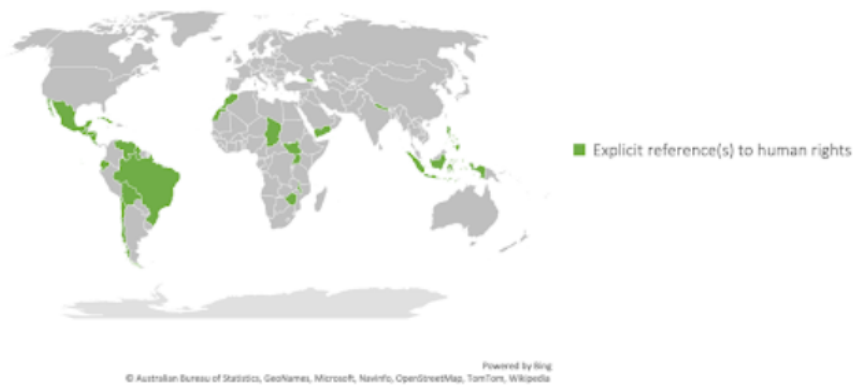 Explicit reference(s) to human rights
Powered by Bing
© Australian Bureau of Statistics, GeoNames, Microsoft, Navinfo, OpenStreetMap, TomTom, Wikipedia